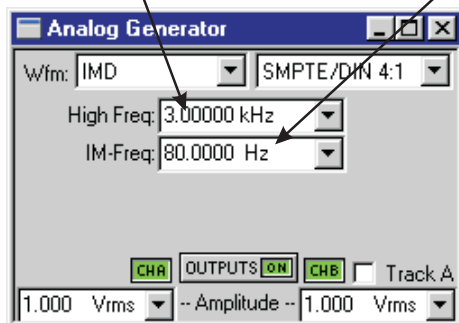 Analog Generator
Wfm: IMD SMPTE/DIN 4:1
High Freq: 3.00000 kHz
IM-Freq: 80.0000 Hz
CHA OUTPUTS ON CHB Track A
1.000 Vrms -- Amplitude -- 1.000 Vrms